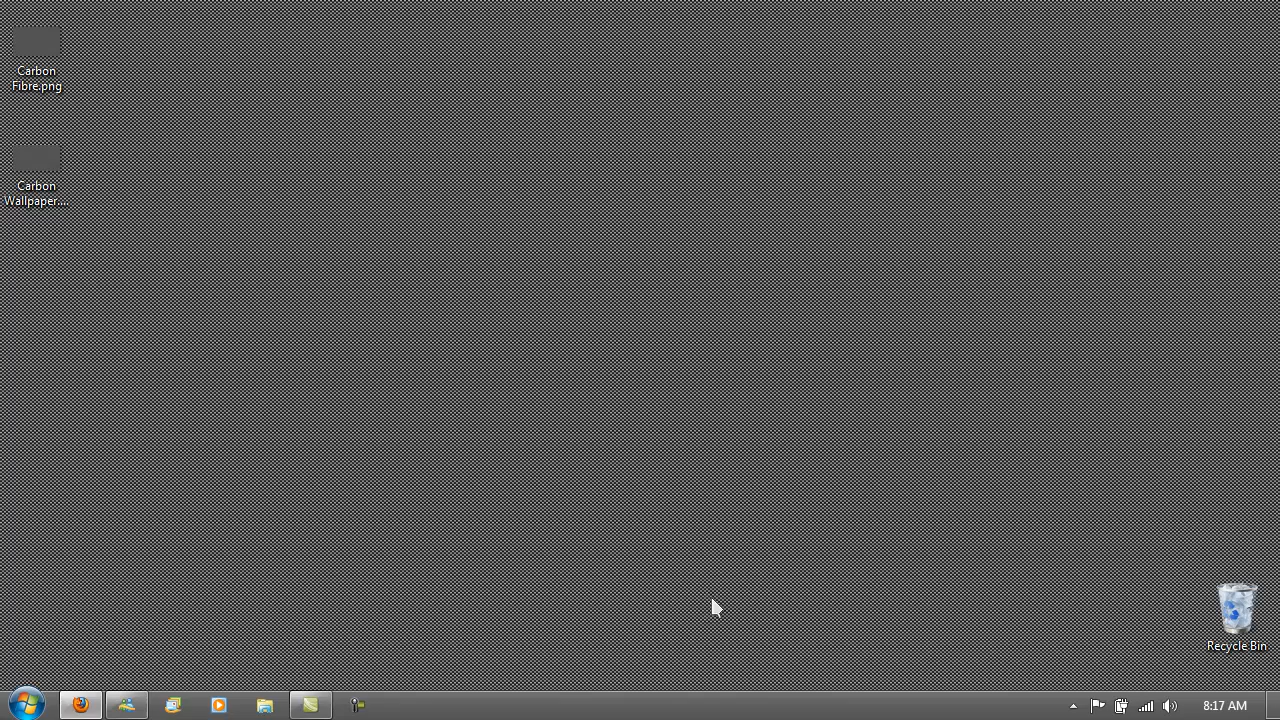 Carbon
Fibre.png
Carbon
Wallpaper....
Recycle Bin
8:17 AM